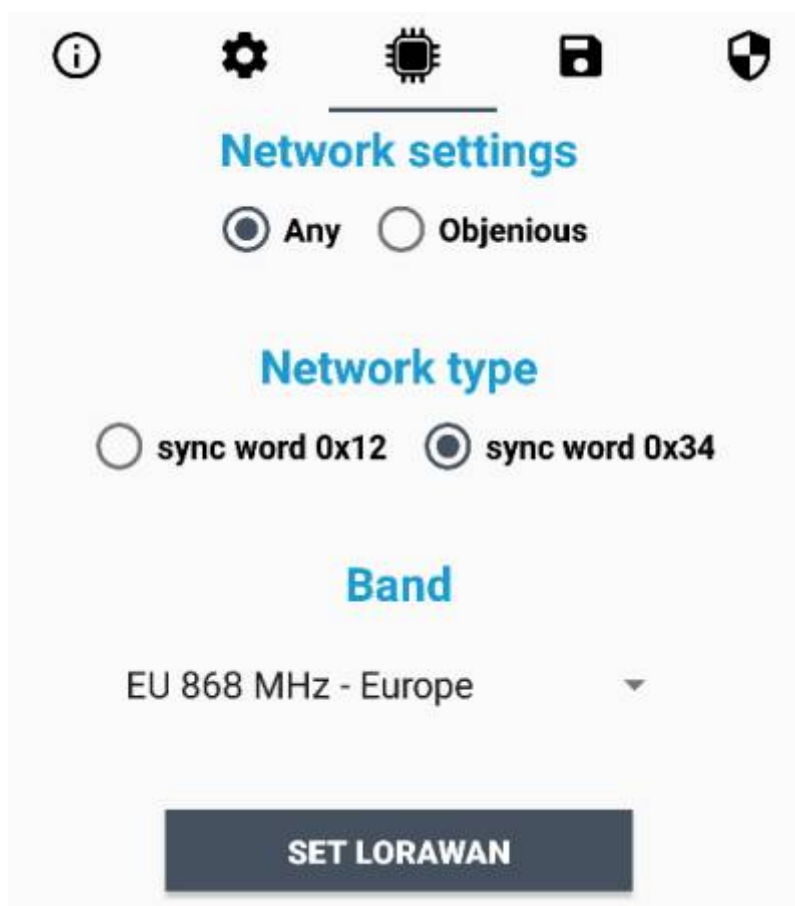 Network settings
Any Objenious
Network type
sync word 0x12 sync word 0x34
Band
EU 868 MHz - Europe
SET LORAWAN